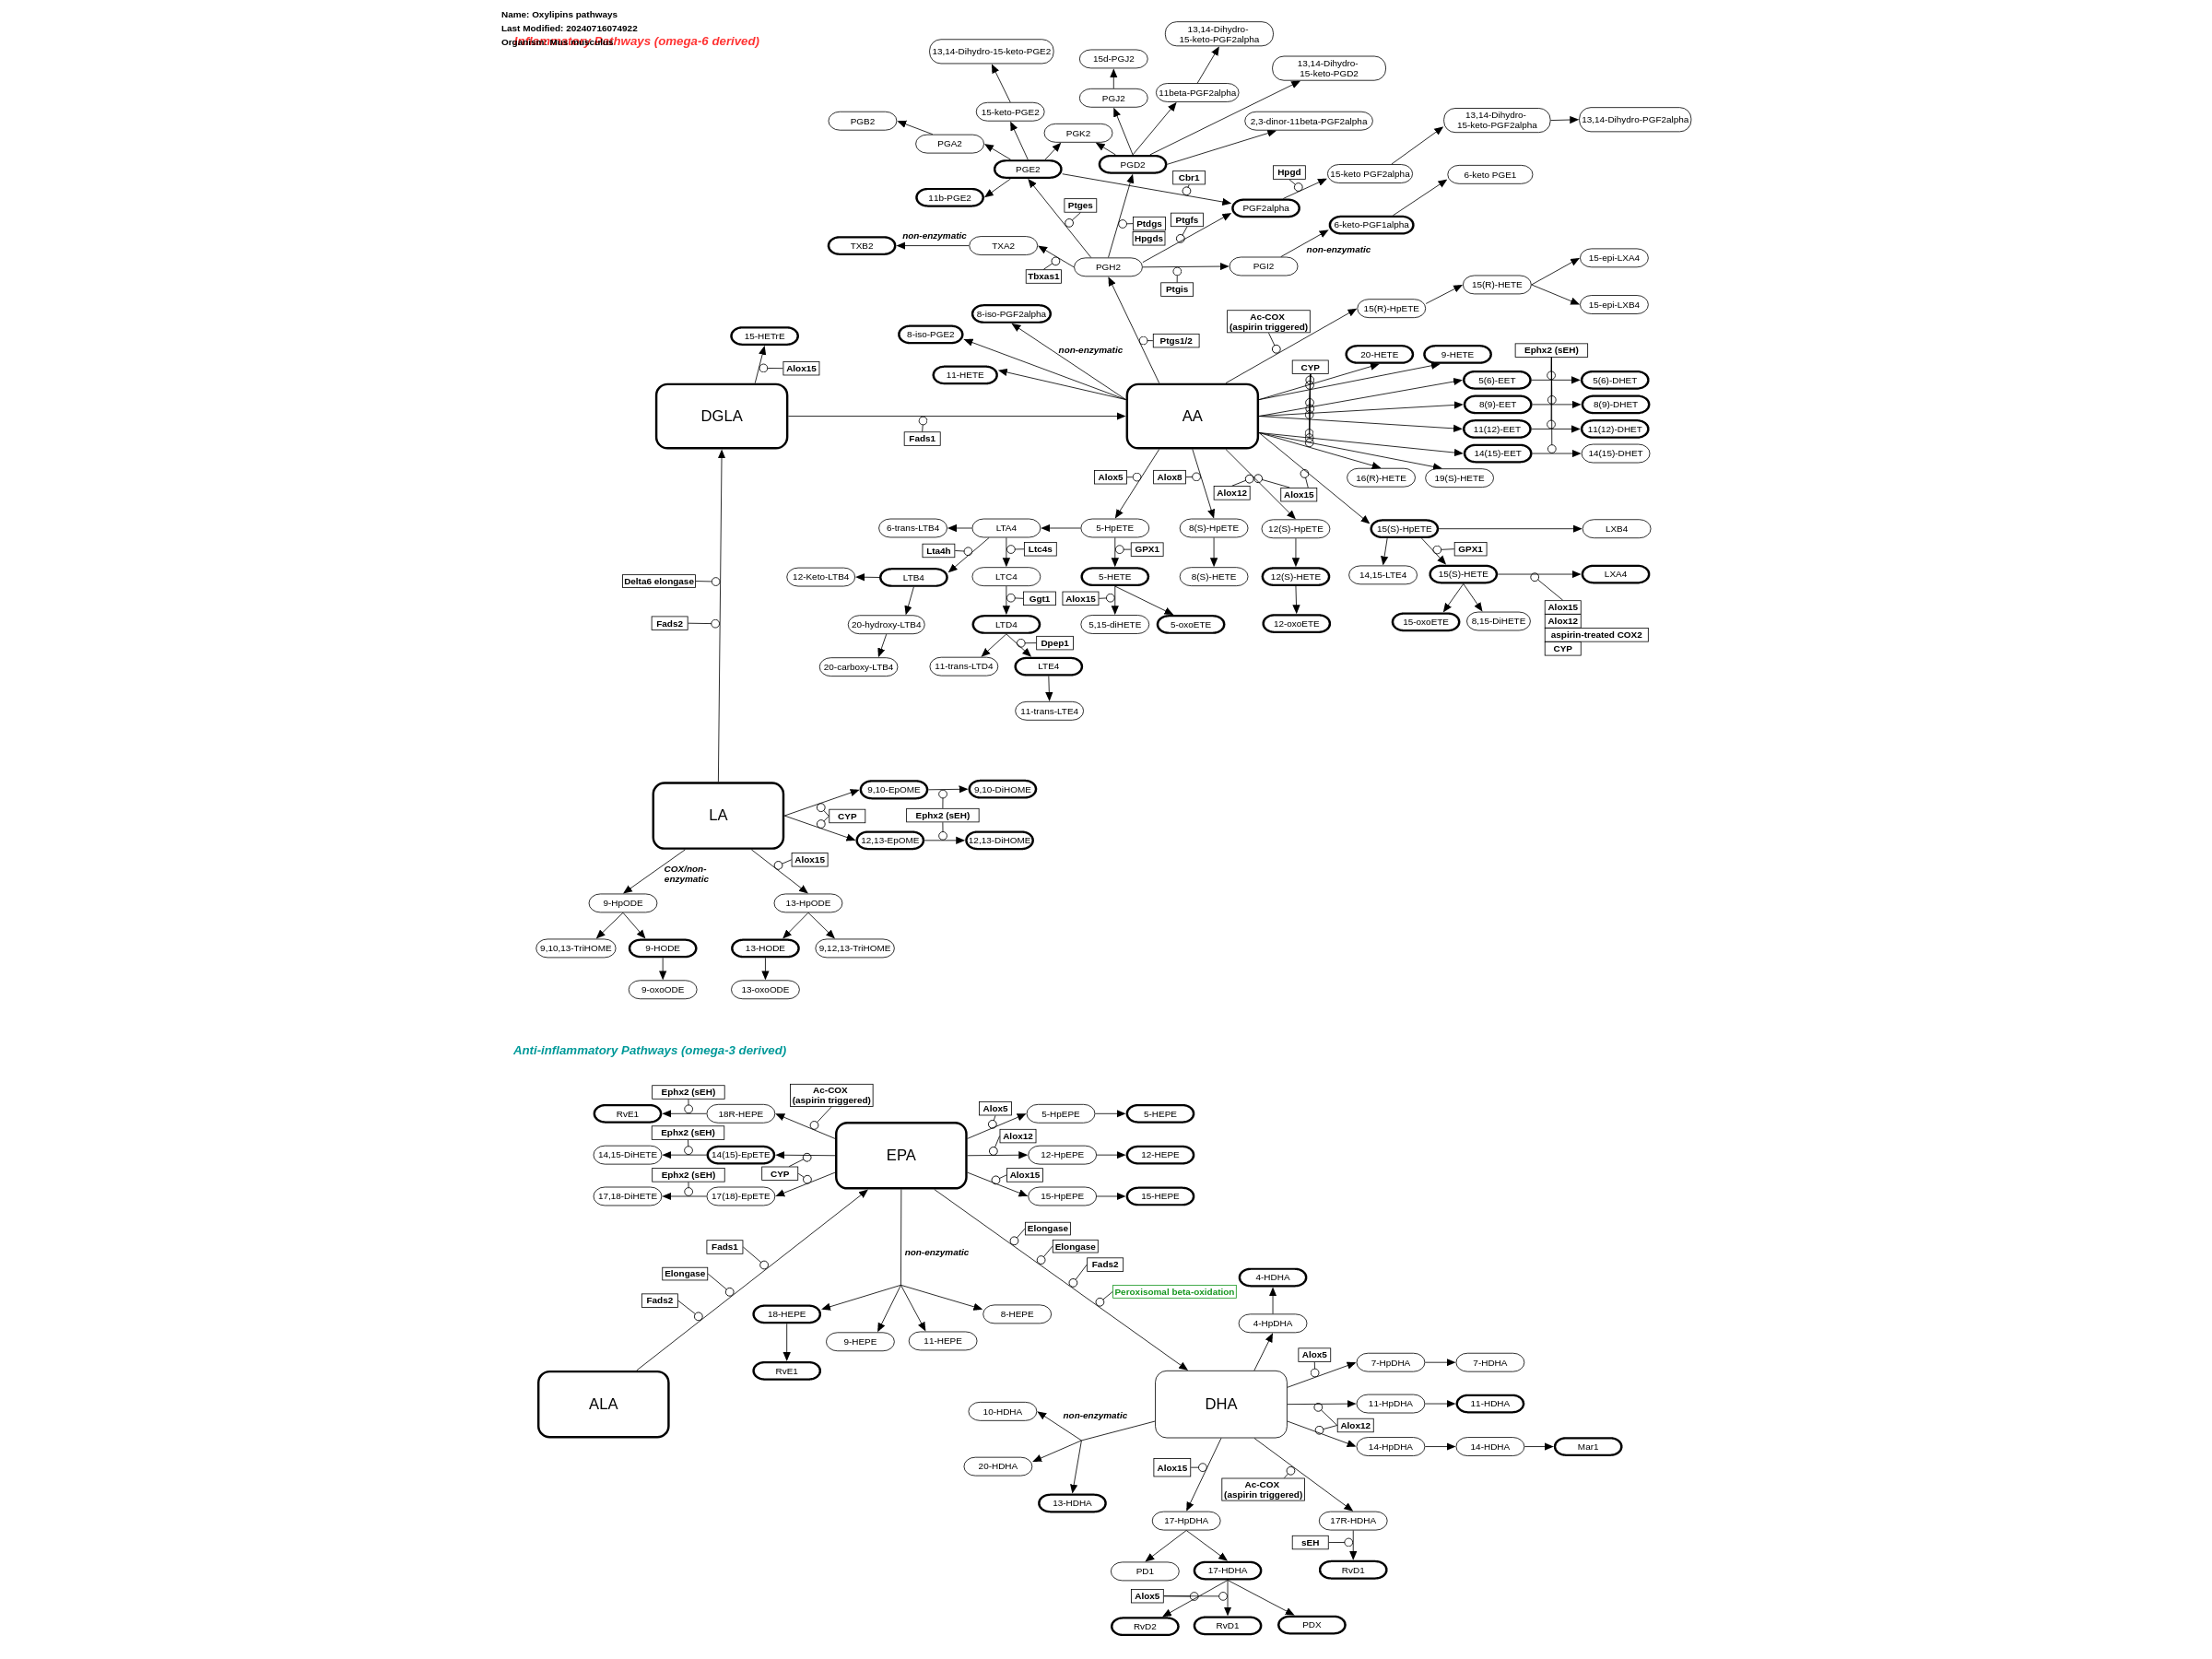 Name: Oxylipins pathways
Last Modified: 20240716074922
Organism: Mus musculus
Inflammatory Pathways (omega-6 derived)
13,14-Dihydro-
15-keto-PGF2alpha
13,14-Dihydro-15-keto-PGE2
15d-PGJ2
13,14-Dihydro-
15-keto-PGD2
PGJ2
11beta-PGF2alpha
15-keto-PGE2
PGB2
PGK2
2,3-dinor-11beta-PGF2alpha
13,14-Dihydro-
15-keto-PGF2alpha
13,14-Dihydro-PGF2alpha
PGA2
PGE2
PGD2
Cbr1
Hpgd
15-keto PGF2alpha
6-keto PGE1
11b-PGE2
Ptges
PGF2alpha
Ptdgs
Hpgds
Ptgfs
6-keto-PGF1alpha
non-enzymatic
TXB2
non-enzymatic
TXA2
PGH2
PGI2
Tbxas1
Ptgis
15-epi-LXA4
15(R)-HETE
15-epi-LXB4
15(R)-HpETE
8-iso-PGF2alpha
Ac-COX
(aspirin triggered)
8-iso-PGE2
15-HETrE
non-enzymatic
Ptgs1/2
20-HETE
9-HETE
Ephx2 (sEH)
Alox15
11-HETE
CYP
5(6)-EET
5(6)-DHET
8(9)-EET
8(9)-DHET
DGLA
AA
11(12)-EET
11(12)-DHET
Fads1
14(15)-EET
14(15)-DHET
Alox5
Alox8
16(R)-HETE
19(S)-HETE
Alox12
Alox15
6-trans-LTB4
LTA4
5-HpETE
8(S)-HpETE
12(S)-HpETE
15(S)-HpETE
LXB4
Lta4h
Ltc4s
GPX1
GPX1
12-Keto-LTB4
LTB4
LTC4
5-HETE
8(S)-HETE
12(S)-HETE
14,15-LTE4
15(S)-HETE
LXA4
Delta6 elongase
Ggt1
Alox15
Alox15
Alox12
aspirin-treated COX2
CYP
Fads2
20-hydroxy-LTB4
LTD4
5,15-diHETE
5-oxoETE
12-oxoETE
15-oxoETE
8,15-DiHETE
Dpep1
20-carboxy-LTB4
11-trans-LTD4
LTE4
11-trans-LTE4
9,10-EpOME
9,10-DiHOME
LA
CYP
Ephx2 (sEH)
12,13-EpOME
12,13-DiHOME
Alox15
COX/non-
enzymatic
9-HpODE
13-HpODE
9,10,13-TriHOME
9-HODE
13-HODE
9,12,13-TriHOME
9-oxoODE
13-oxoODE
Anti-inflammatory Pathways (omega-3 derived)
Ephx2 (sEH)
Ac-COX
(aspirin triggered)
RvE1
18R-HEPE
Alox5
5-HpEPE
5-HEPE
Ephx2 (sEH)
Alox12
14,15-DiHETE
14(15)-EpETE
EPA
12-HpEPE
12-HEPE
Ephx2 (sEH)
CYP
Alox15
17,18-DiHETE
17(18)-EpETE
15-HpEPE
15-HEPE
Elongase
Fads1
non-enzymatic
Elongase
Elongase
Fads2
Fads2
Peroxisomal beta-oxidation
4-HDHA
18-HEPE
8-HEPE
9-HEPE
11-HEPE
4-HpDHA
RvE1
Alox5
7-HpDHA
7-HDHA
ALA
DHA
11-HpDHA
11-HDHA
10-HDHA
non-enzymatic
Alox12
14-HpDHA
14-HDHA
Mar1
20-HDHA
Alox15
Ac-COX
(aspirin triggered)
13-HDHA
17-HpDHA
17R-HDHA
sEH
PD1
17-HDHA
RvD1
Alox5
RvD2
RvD1
PDX